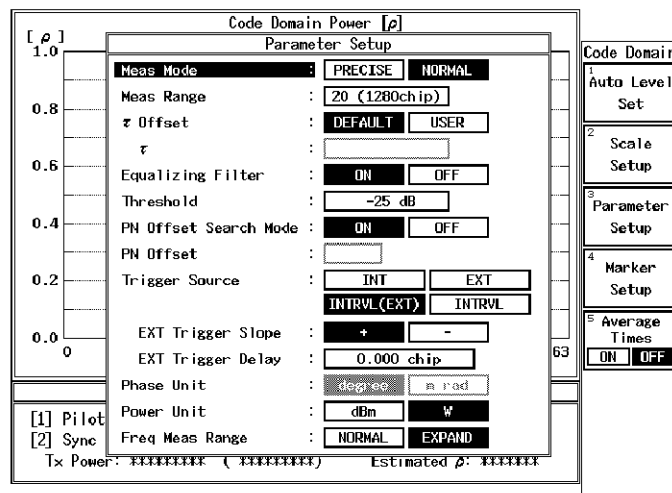 Code Domain Power [ρ]
[ρ]
Parameter Setup
1.0
0.8
0.6
0.4
0.2
0.0
0
63
Meas Mode : PRECISE NORMAL
Meas Range : 20 (1280chip)
τ Offset : DEFAULT USER
τ :
Equalizing Filter : ON OFF
Threshold : -25 dB
PN Offset Search Mode : ON OFF
PN Offset :
Trigger Source : INT EXT
INTRVL(EXT) INTRVL
EXT Trigger Slope : + -
EXT Trigger Delay : 0.000 chip
Phase Unit : degree m rad
Power Unit : dBm W
Freq Meas Range : NORMAL EXPAND
[1] Pilot
[2] Sync
Tx Power: ********* ( *********) Estimated ρ: *******
Code Domain
1
Auto Level
Set
2
Scale
Setup
3
Parameter
Setup
4
Marker
Setup
5 Average
Times
ON OFF